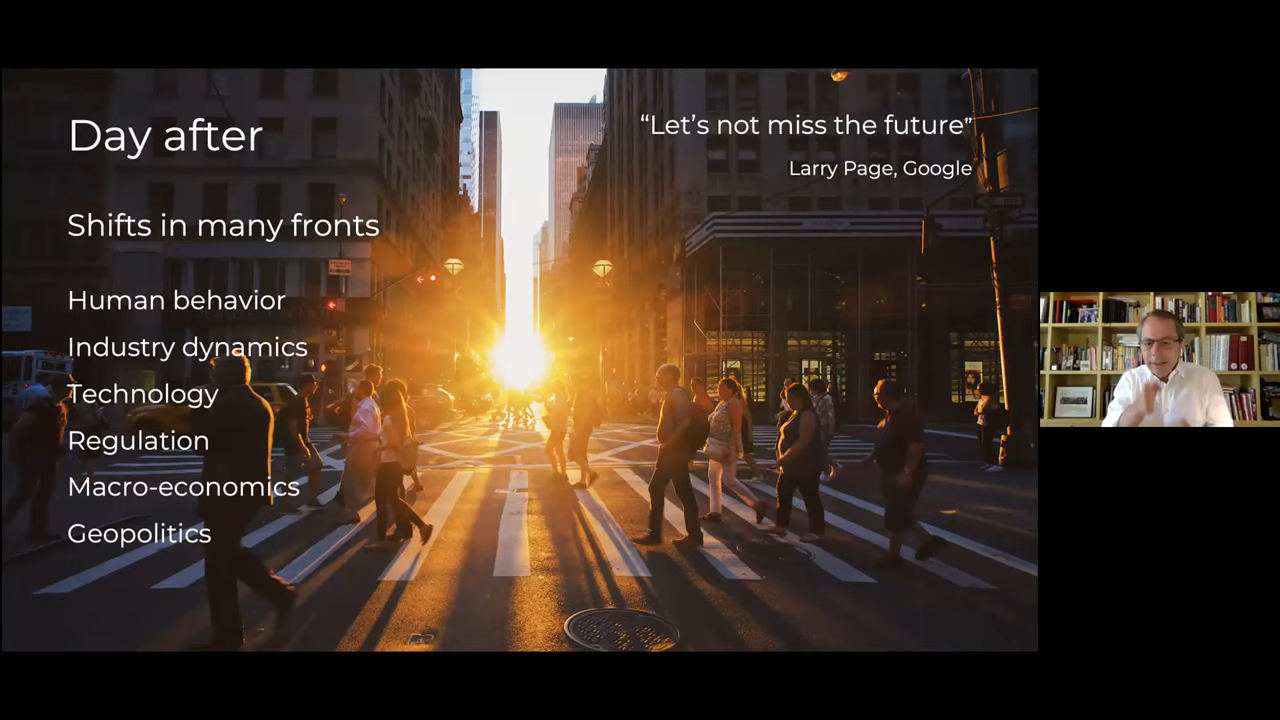 Day after
“Let’s not miss the future”
Larry Page, Google
Shifts in many fronts
Human behavior
Industry dynamics
Technology
Regulation
Macro-economics
Geopolitics